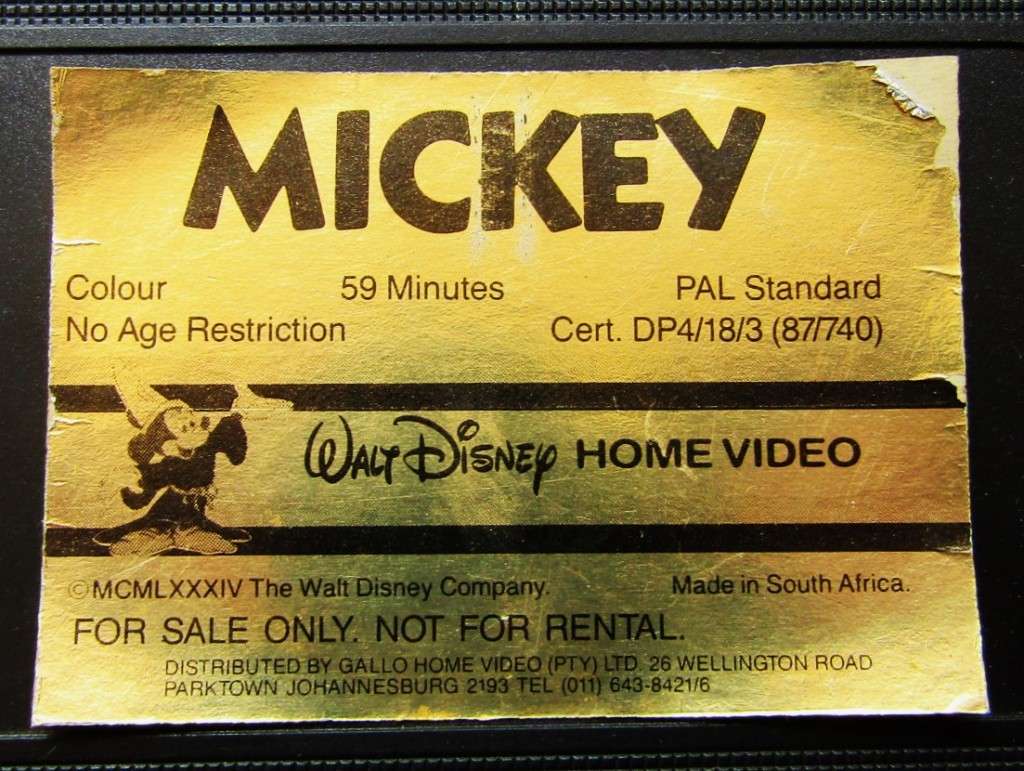 MICKEY
Colour 59 Minutes PAL Standard
No Age Restriction Cert. DP4/18/3 (87/740)
WALT DISNEY HOME VIDEO
©MCMLXXXIV The Walt Disney Company. Made in South Africa.
FOR SALE ONLY. NOT FOR RENTAL.
DISTRIBUTED BY GALLO HOME VIDEO (PTY) LTD. 26 WELLINGTON ROAD
PARKTOWN JOHANNESBURG 2193 TEL (011) 643-8421/6